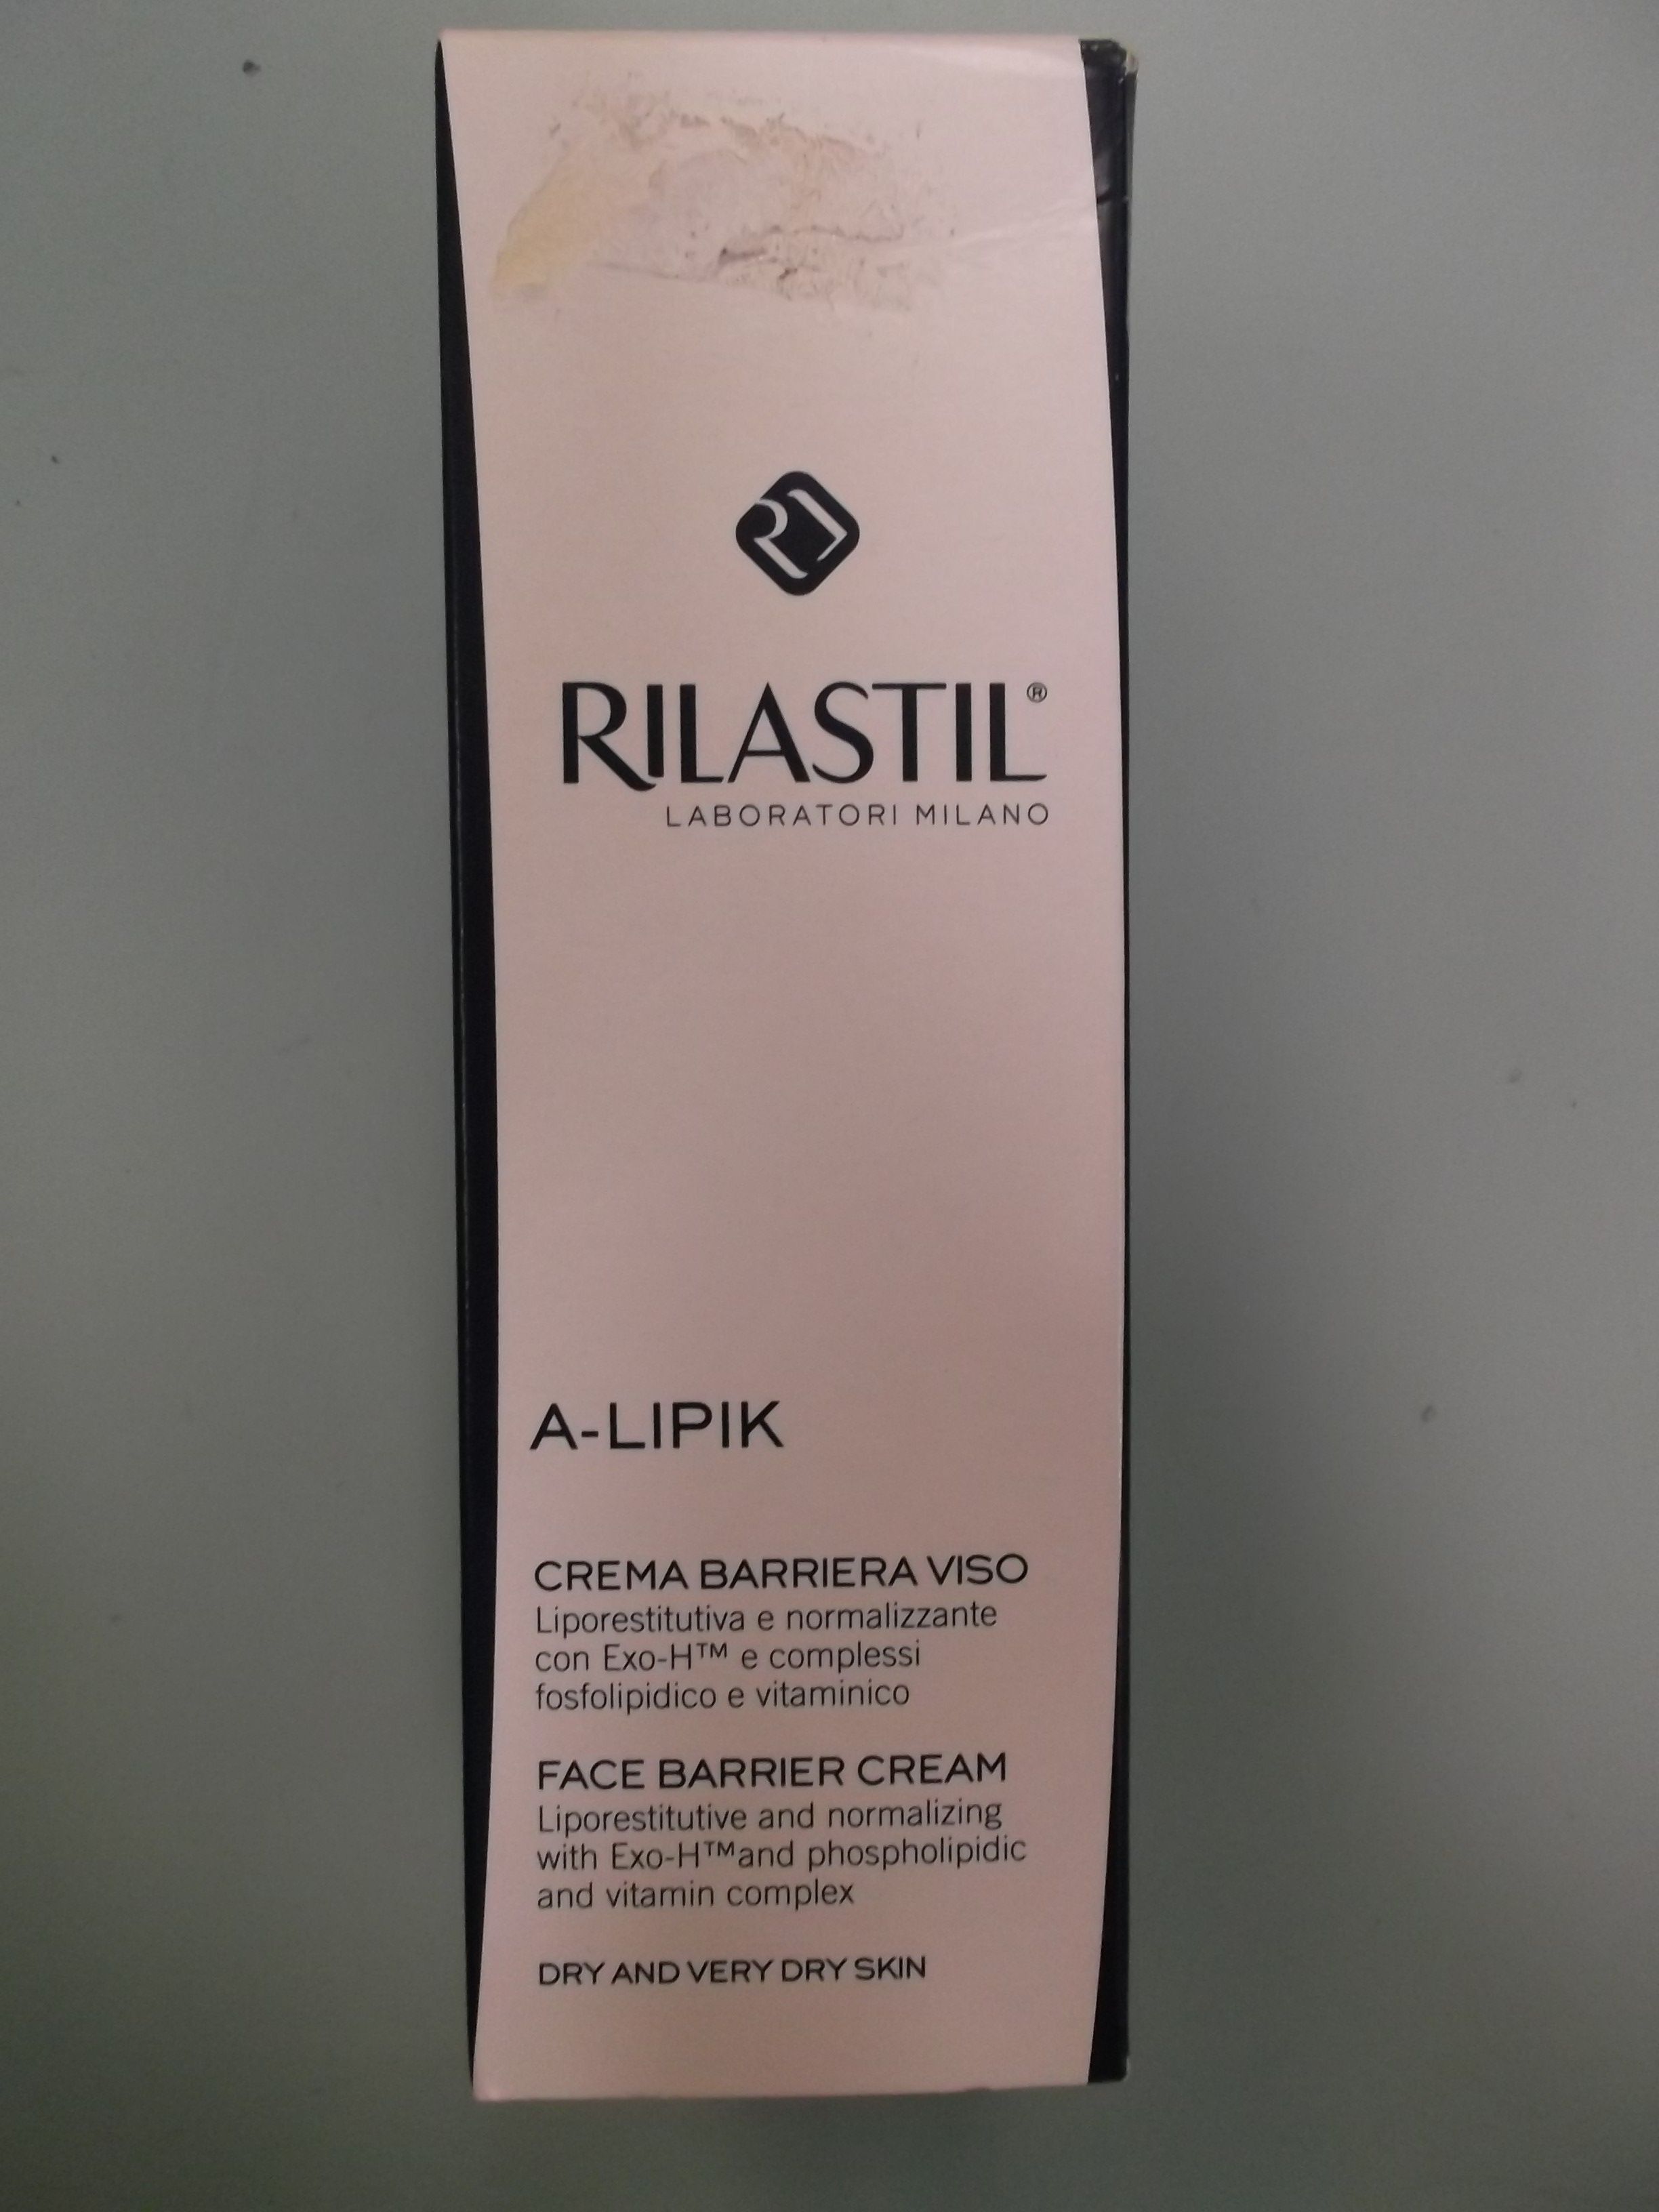 RILASTIL®
LABORATORI MILANO
A-LIPIK
CREMA BARRIERA VISO
Liporestitutiva e normalizzante
con Exo-H™ e complessi
fosfolipidico e vitaminico
FACE BARRIER CREAM
Liporestitutive and normalizing
with Exo-H™and phospholipidic
and vitamin complex
DRY AND VERY DRY SKIN